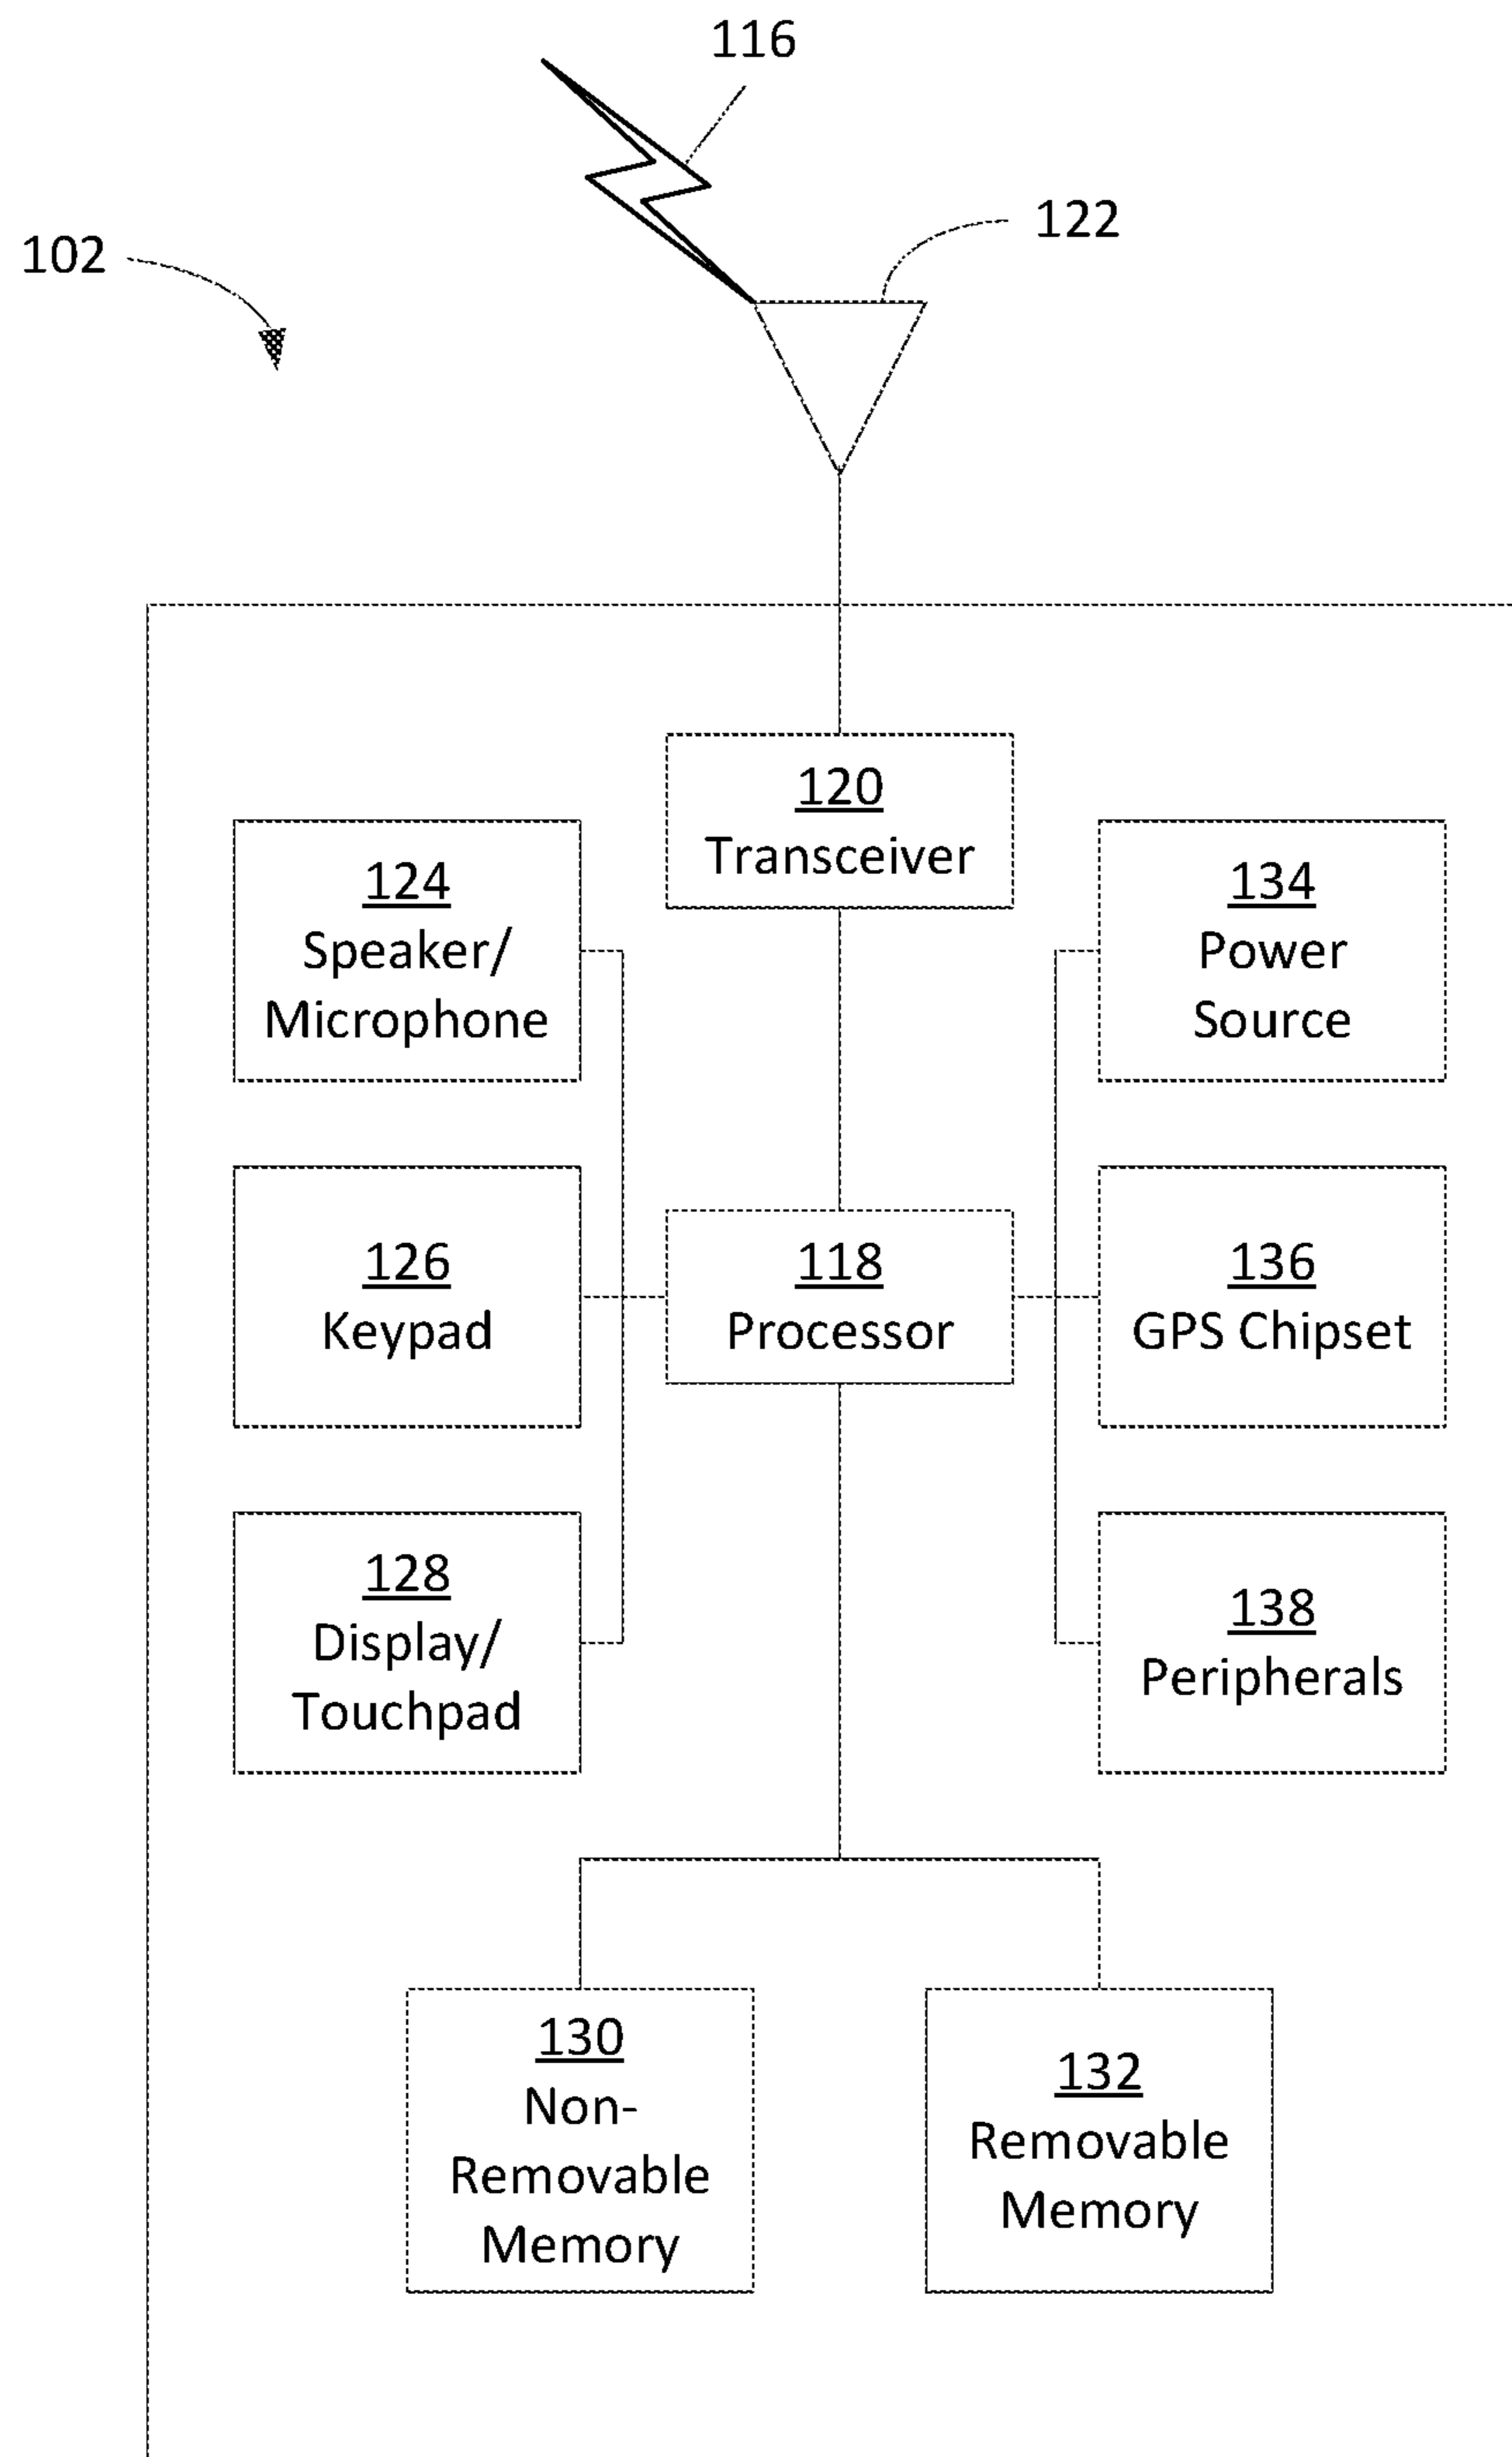 116
122
102
120
Transceiver
124
Speaker/
Microphone
134
Power
Source
126
Keypad
118
Processor
136
GPS Chipset
128
Display/
Touchpad
138
Peripherals
130
Non-
Removable
Memory
132
Removable
Memory